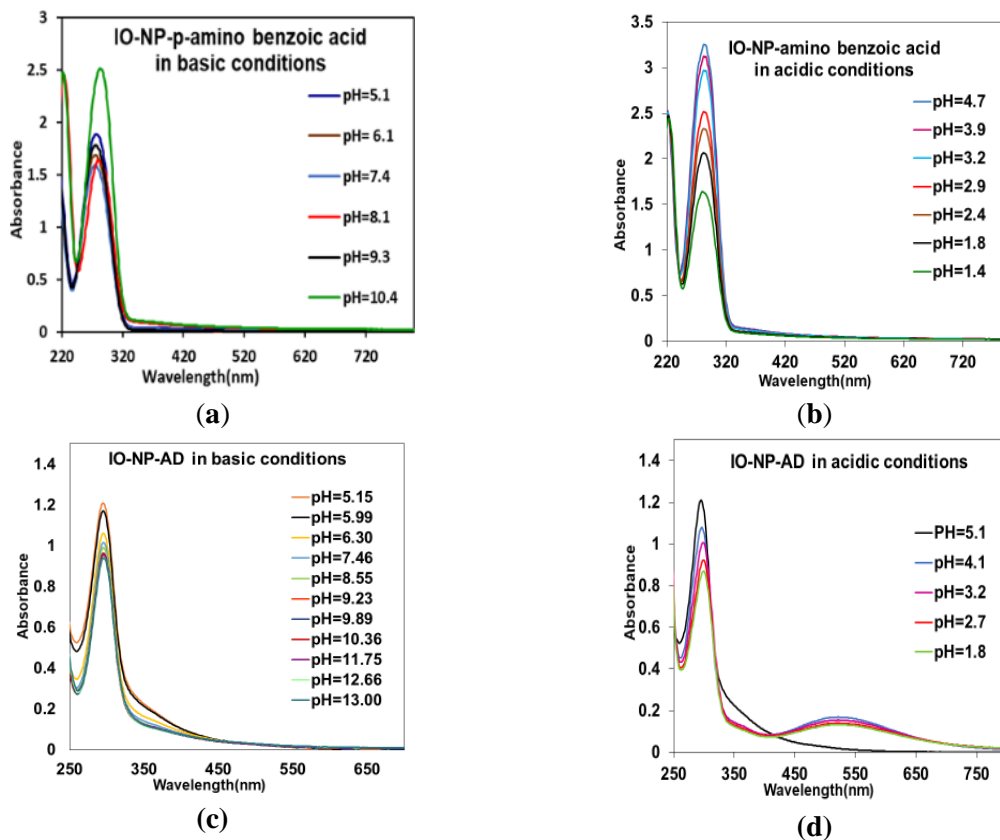 3
2.5
2
1.5
1
0.5
0
Absorbance
IO-NP-p-amino benzoic acid
in basic conditions
pH=5.1
pH= 6.1
pH=7.4
pH=8.1
pH=9.3
pH=10.4
220 320 420 520 620 720
Wavelength(nm)
(a)
3.5
3
2.5
2
1.5
1
0.5
0
Absorbance
IO-NP-amino benzoic acid
in acidic conditions
pH=4.7
pH=3.9
pH=3.2
pH=2.9
pH=2.4
pH=1.8
pH=1.4
220 320 420 520 620 720
Wavelength(nm)
(b)
1.4
1.2
1
0.8
0.6
0.4
0.2
0
Absorbance
IO-NP-AD in basic conditions
pH=5.15
pH=5.99
pH=6.30
pH=7.46
pH=8.55
pH=9.23
pH=9.89
pH=10.36
pH=11.75
pH=12.66
pH=13.00
250 350 450 550 650
Wavelength(nm)
(c)
1.4
1.2
1
0.8
0.6
0.4
0.2
0
Absorbance
IO-NP-AD in acidic conditions
PH=5.1
pH=4.1
pH=3.2
pH=2.7
pH=1.8
250 350 450 550 650 750
Wavelength(nm)
(d)